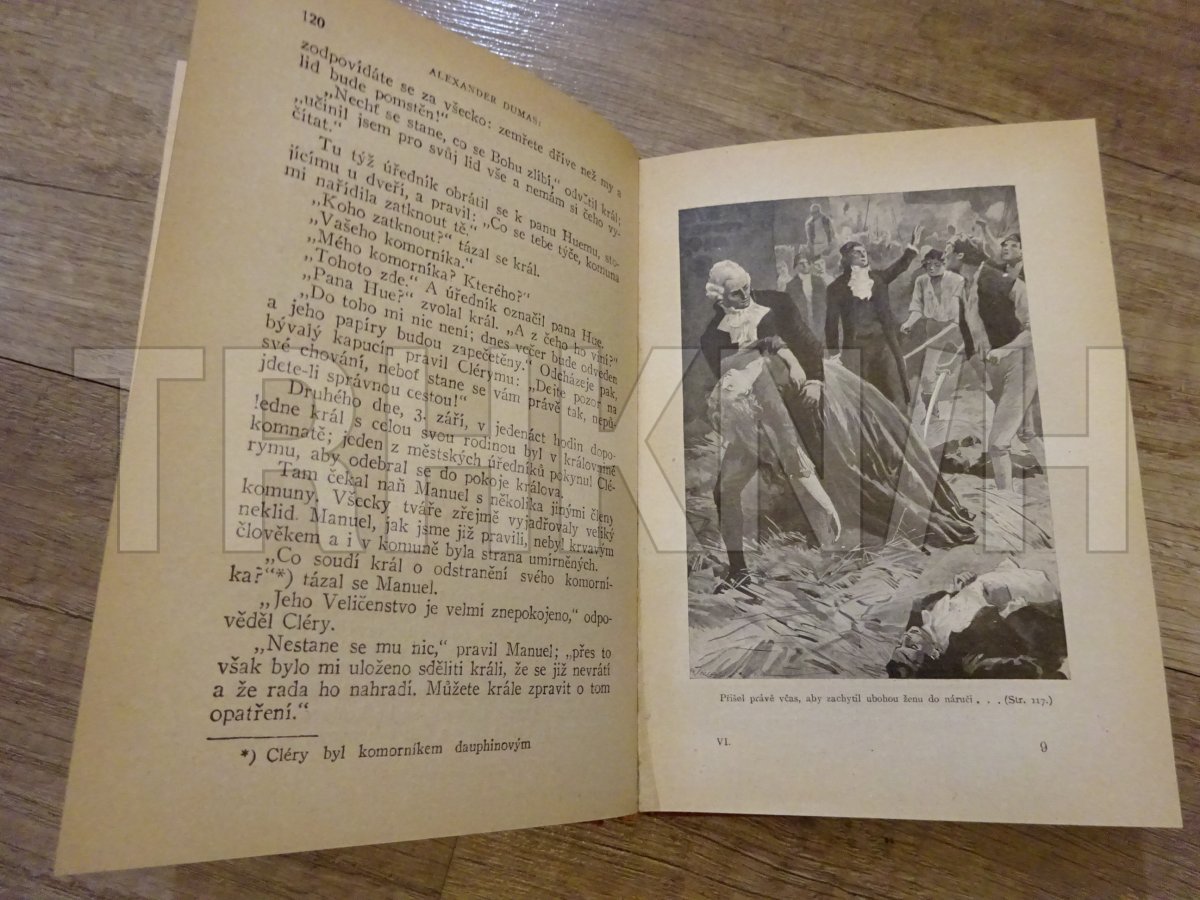 120
ALEXANDER DUMAS:
zodpovídáte se za všecko: zemřete dříve než my a
lid bude pomstěn!“
„Nechť se stane, co se Bohu zlíbí,“ odvětil král;
„učinil jsem pro svůj lid vše a nemám si čeho vy-
čítat.“
Tu týž úředník obrátil se k panu Huemu, sto-
jícímu u dveří, a pravil: „Co se tebe týče, komuna
mi nařídila zatknout tě.“
„Koho zatknout?“ tázal se král.
„Vašeho komorníka.“
„Mého komorníka? Kterého?“
„Tohoto zde.“ A úředník označil pana Hue.
„Pana Hue?“ zvolal král. „A z čeho ho viní?“
„Do toho mi nic není; dnes večer bude odveden
a jeho papíry budou zapečetěny.“ Odcházeje pak,
bývalý kapucín pravil Clérymu: „Dejte pozor na
své chování, neboť stane se vám právě tak, nepů-
jdete-li správnou cestou!“
Druhého dne, 3. září, v jedenáct hodin dopo-
ledne král s celou svou rodinou byl v královnině
komnatě; jeden z městských úředníků pokynul Clé-
rymu, aby odebral se do pokoje králova.
Tam čekal naň Manuel s několika jinými členy
komuny. Všecky tváře zřejmě vyjadřovaly veliký
neklid. Manuel, jak jsme již pravili, nebyl krvavým
člověkem a i v komuně byla strana umírněných.
„Co soudí král o odstranění svého komorní-
ka?“*) tázal se Manuel.
„Jeho Veličenstvo je velmi znepokojeno,“ odpo-
věděl Cléry.
„Nestane se mu nic,“ pravil Manuel; „přes to
však bylo mi uloženo sděliti králi, že se již nevrátí
a že rada ho nahradí. Můžete krále zpravit o tom
opatření.“
*) Cléry byl komorníkem dauphinovým
Přišel právě včas, aby zachytil ubohou ženu do náručí . . . (Str. 117.)
VI.
9
TRH KNIH